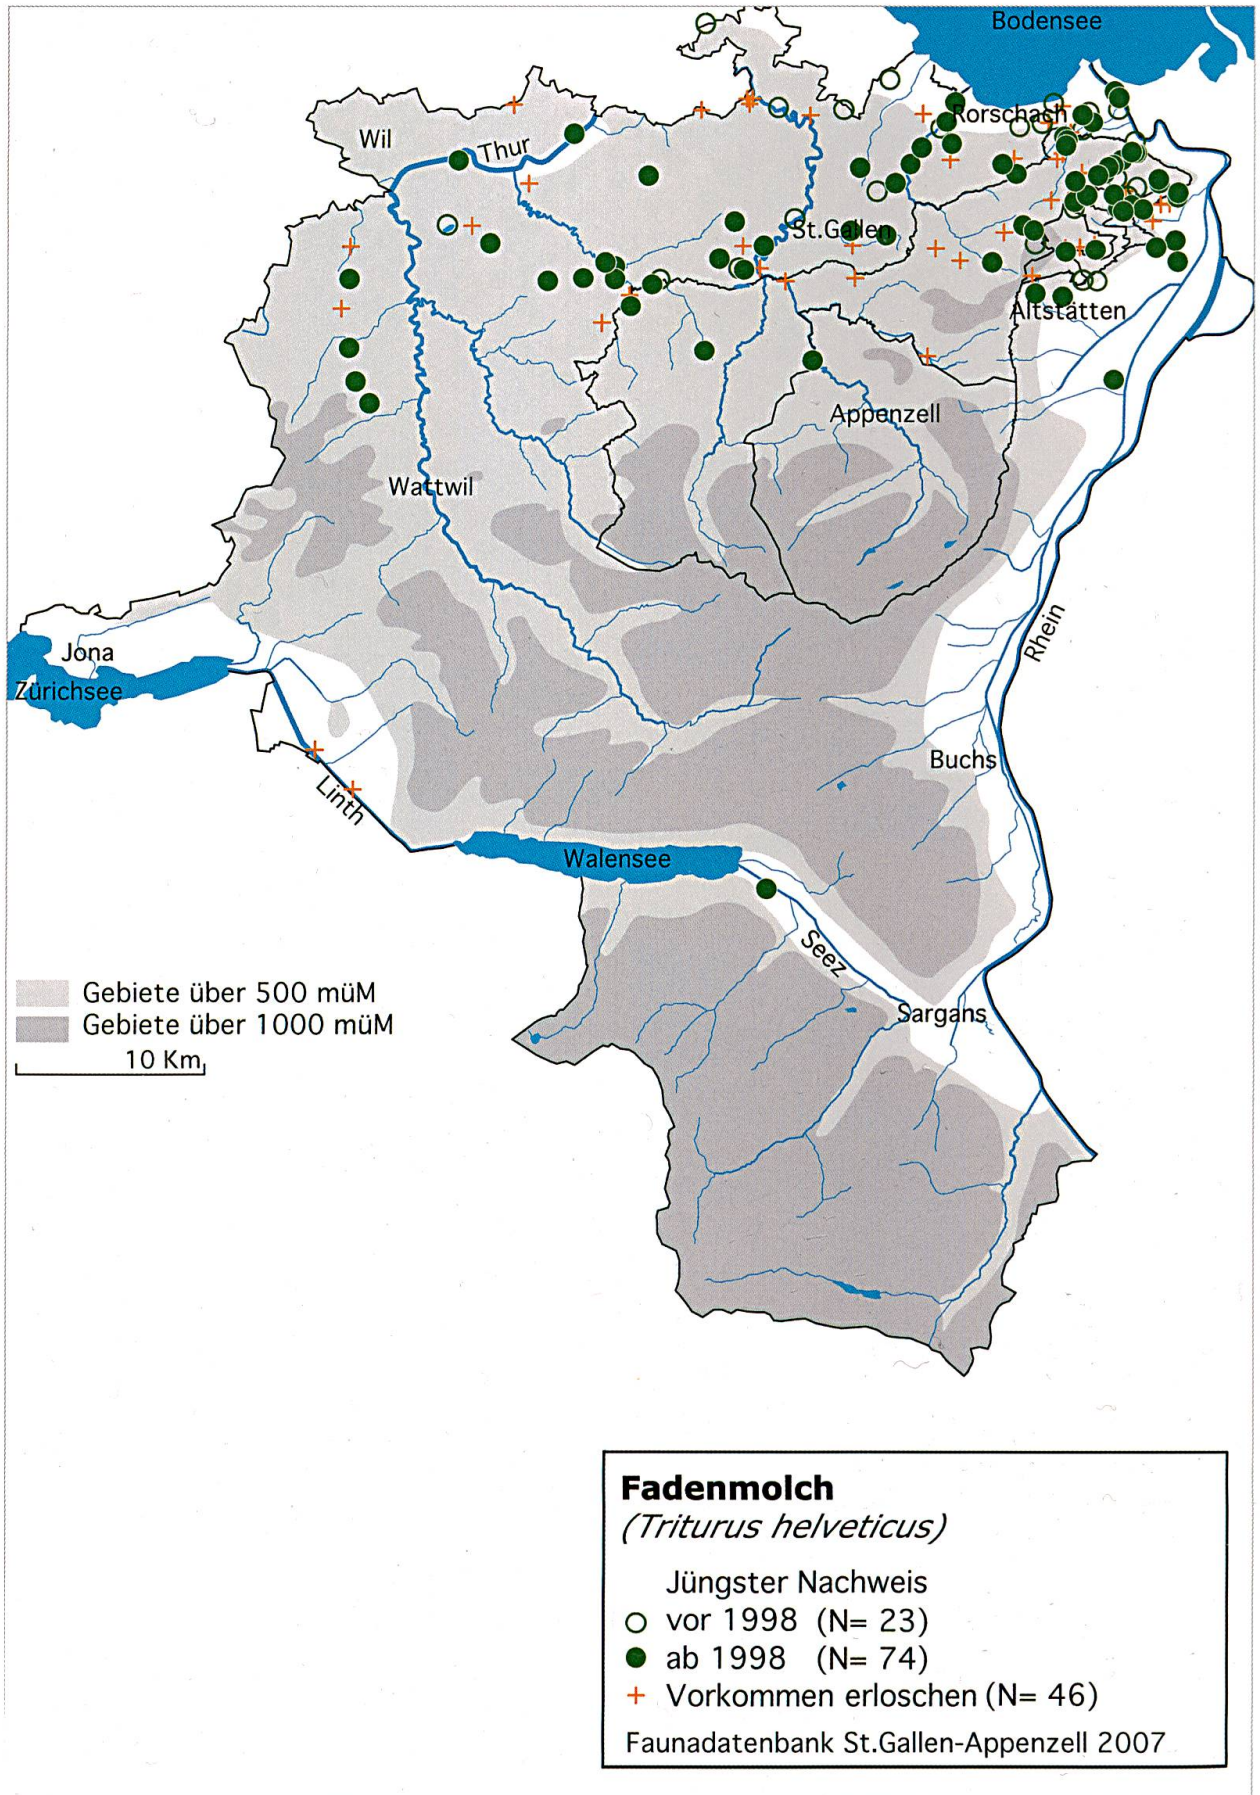 Bodensee
Rorschach
Wil
Thur
St.Gallen
Altstätten
Appenzell
Wattwil
Rhein
Jona
Zürichsee
Buchs
Linth
Walensee
Seez
Sargans
Gebiete über 500 müM
Gebiete über 1000 müM
10 Km
Fadenmolch
(Triturus helveticus)
Jüngster Nachweis
vor 1998 (N= 23)
ab 1998 (N= 74)
Vorkommen erloschen (N= 46)
Faunadatenbank St.Gallen-Appenzell 2007